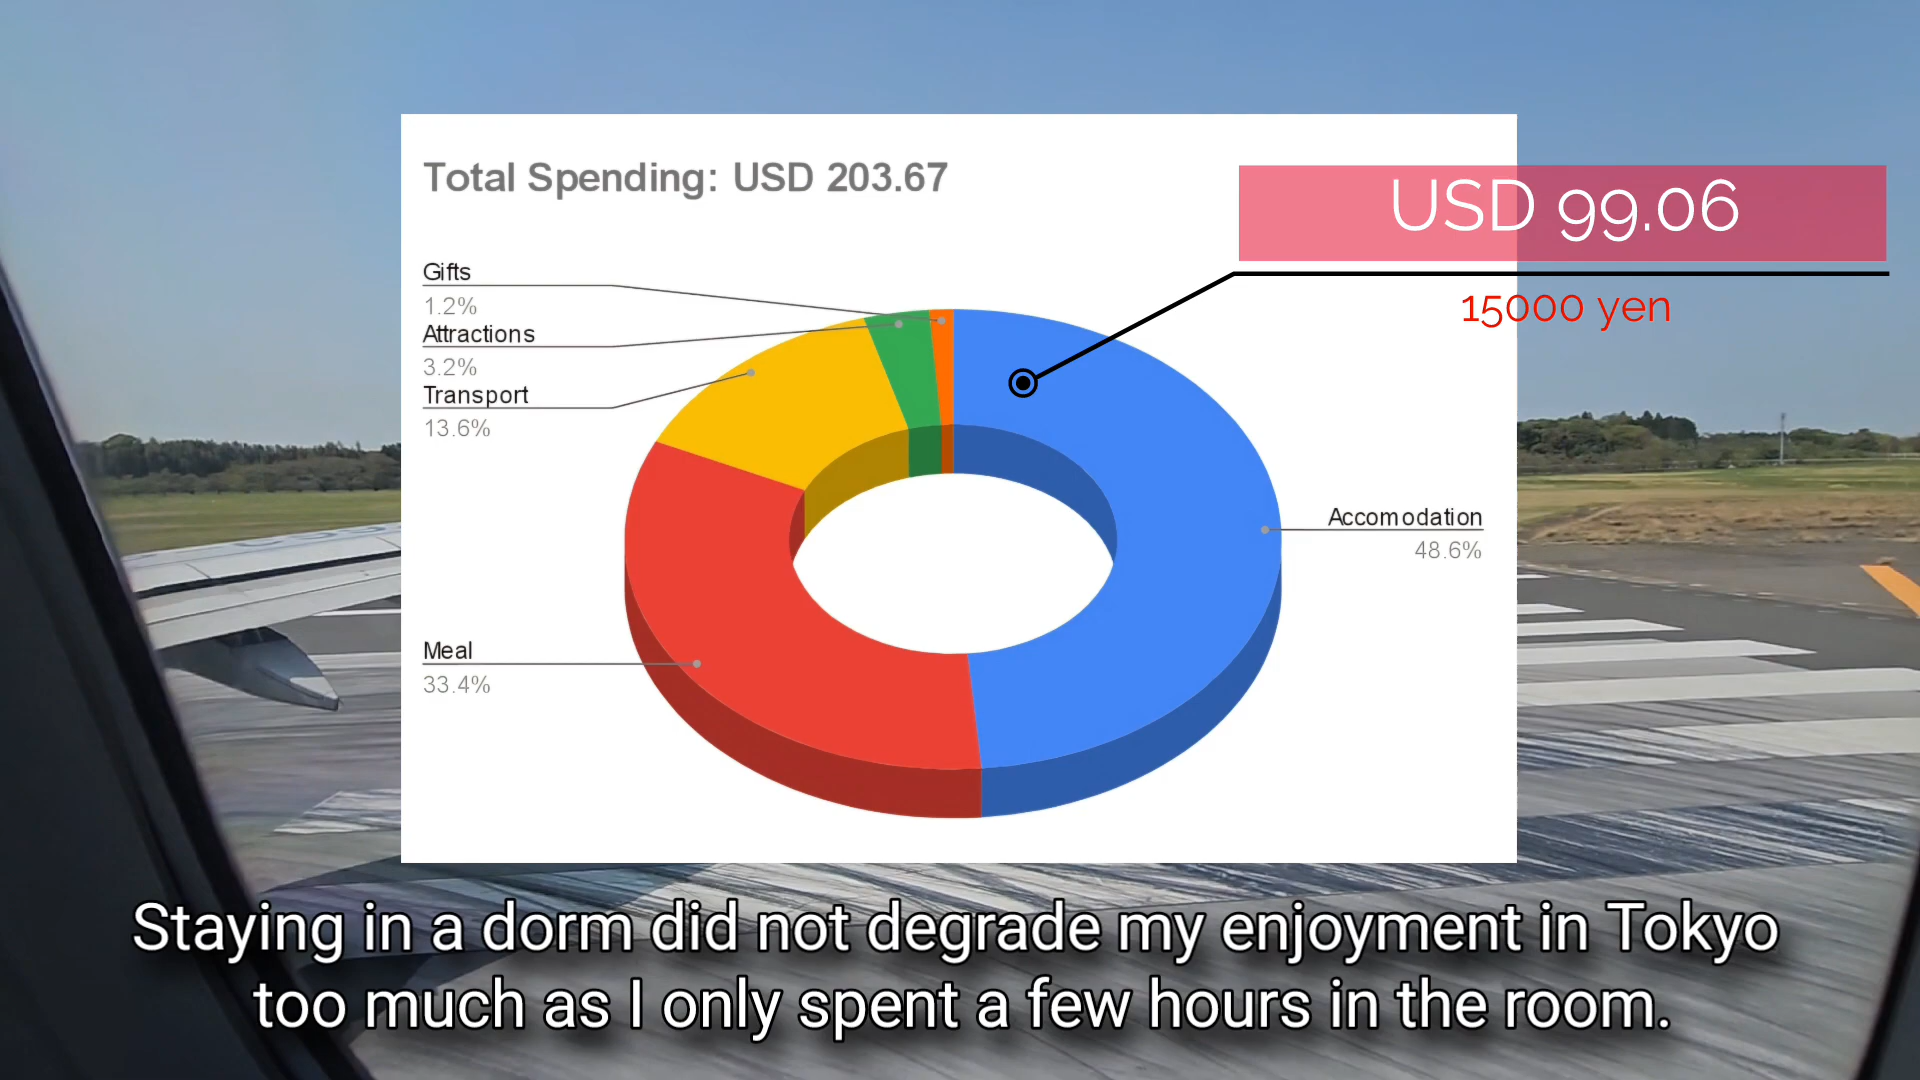 Total Spending: USD 203.67
USD 99.06
15000 yen
Gifts
1.2%
Attractions
3.2%
Transport
13.6%
Accomodation
48.6%
Meal
33.4%
Staying in a dorm did not degrade my enjoyment in Tokyo
too much as I only spent a few hours in the room.